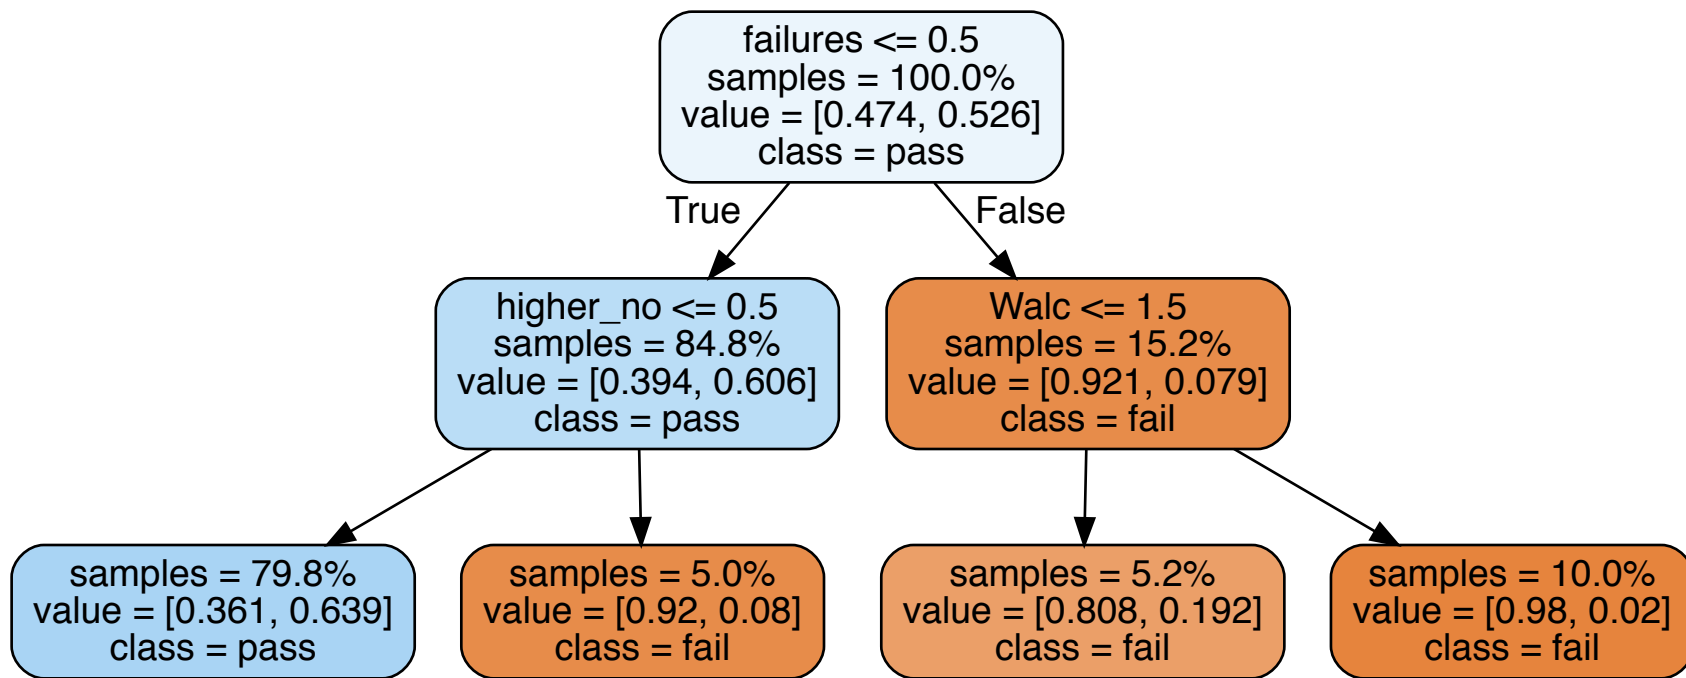 failures <= 0.5
samples = 100.0%
value = [0.474, 0.526]
class = pass
True
False
higher_no <= 0.5
samples = 84.8%
value = [0.394, 0.606]
class = pass
Walc <= 1.5
samples = 15.2%
value = [0.921, 0.079]
class = fail
samples = 79.8%
value = [0.361, 0.639]
class = pass
samples = 5.0%
value = [0.92, 0.08]
class = fail
samples = 5.2%
value = [0.808, 0.192]
class = fail
samples = 10.0%
value = [0.98, 0.02]
class = fail